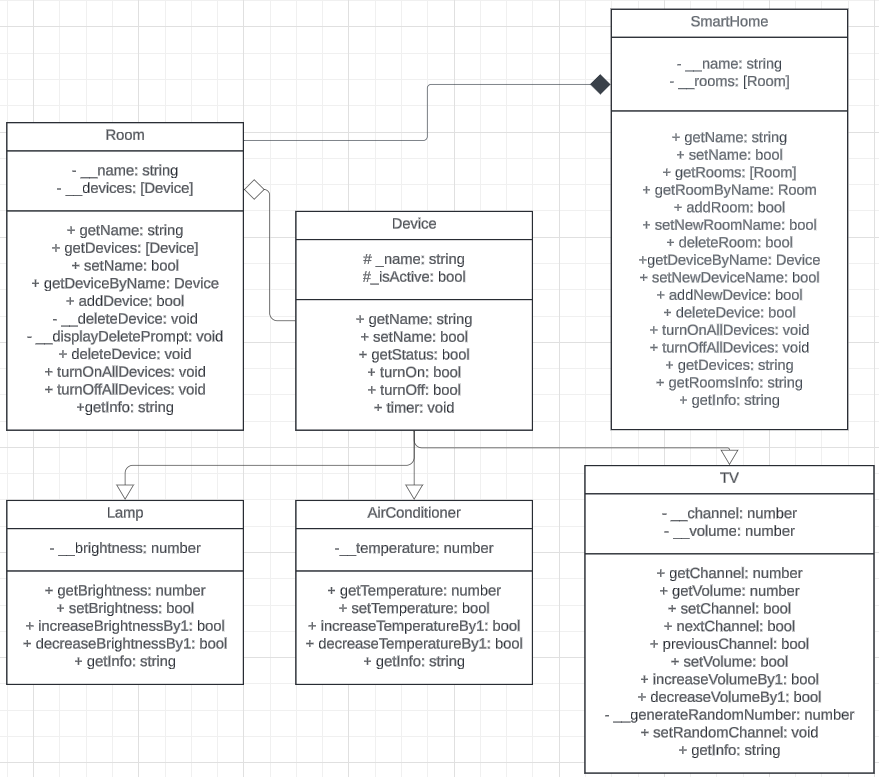 SmartHome
- __name: string
- __rooms: [Room]
+ getName: string
+ setName: bool
+ getRooms: [Room]
+ getRoomByName: Room
+ addRoom: bool
+ setNewRoomName: bool
+ deleteRoom: bool
+getDeviceByName: Device
+ setNewDeviceName: bool
+ addNewDevice: bool
+ deleteDevice: bool
+ turnOnAllDevices: void
+ turnOffAllDevices: void
+ getDevices: string
+ getRoomsInfo: string
+ getInfo: string
Room
- __name: string
- __devices: [Device]
+ getName: string
+ getDevices: [Device]
+ setName: bool
+ getDeviceByName: Device
+ addDevice: bool
- __deleteDevice: void
- __displayDeletePrompt: void
+ deleteDevice: void
+ turnOnAllDevices: void
+ turnOffAllDevices: void
+getInfo: string
Device
# _name: string
#_isActive: bool
+ getName: string
+ setName: bool
+ getStatus: bool
+ turnOn: bool
+ turnOff: bool
+ timer: void
Lamp
- __brightness: number
+ getBrightness: number
+ setBrightness: bool
+ increaseBrightnessBy1: bool
+ decreaseBrightnessBy1: bool
+ getInfo: string
AirConditioner
-__temperature: number
+ getTemperature: number
+ setTemperature: bool
+ increaseTemperatureBy1: bool
+ decreaseTemperatureBy1: bool
+ getInfo: string
TV
- __channel: number
- __volume: number
+ getChannel: number
+ getVolume: number
+ setChannel: bool
+ nextChannel: bool
+ previousChannel: bool
+ setVolume: bool
+ increaseVolumeBy1: bool
+ decreaseVolumeBy1: bool
- __generateRandomNumber: number
+ setRandomChannel: void
+ getInfo: string